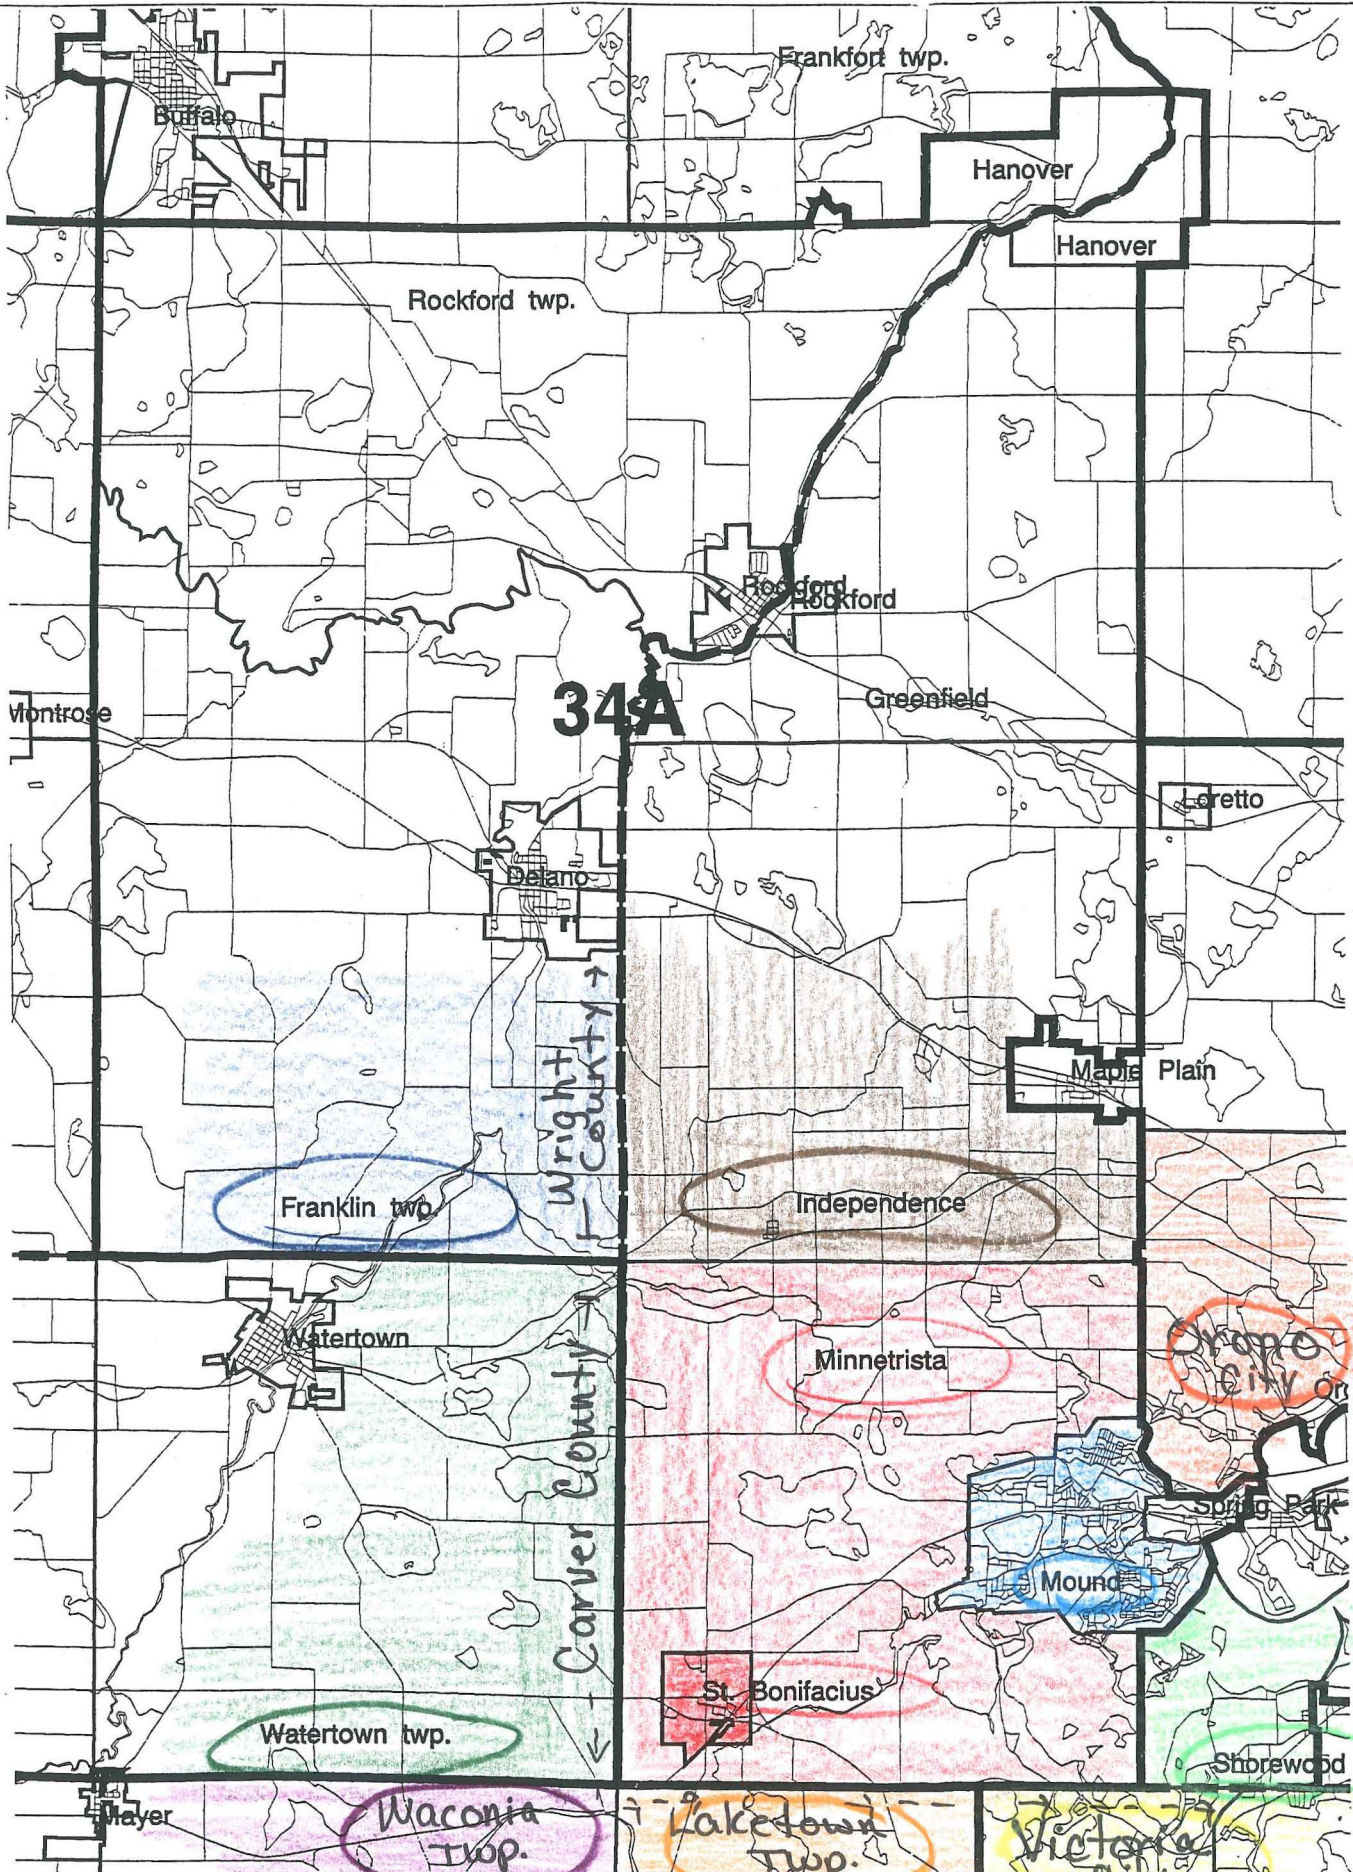 Frankfort twp.
Buffalo
Hanover
Hanover
Rockford twp.
Rockford
Rockford
34A
Greenfield
Montrose
Loretto
Delano
Wright
County →
Maple Plain
Franklin twp.
Independence
Watertown
Minnetrista
Orono
City
Carver County
Spring Park
Mound
St. Bonifacius
Watertown twp.
Shorewood
Mayer
Waconia
Twp.
Laketown
Twp.
Victoria